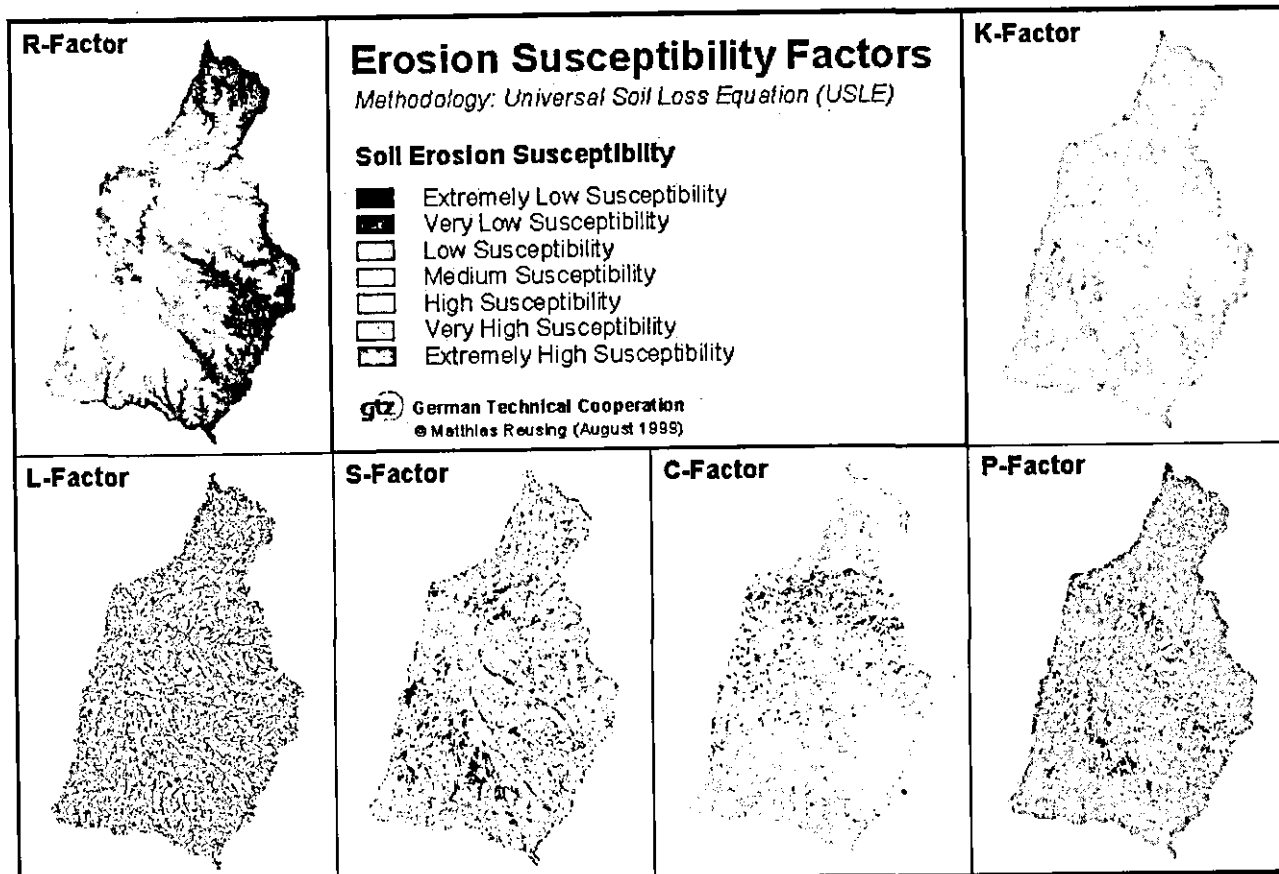 R-Factor
Erosion Susceptibility Factors
Methodology: Universal Soil Loss Equation (USLE)
Soil Erosion Susceptibility
Extremely Low Susceptibility
Very Low Susceptibility
Low Susceptibility
Medium Susceptibility
High Susceptibility
Very High Susceptibility
Extremely High Susceptibility
gtz German Technical Cooperation
© Matthias Reusing (August 1999)
K-Factor
L-Factor
S-Factor
C-Factor
P-Factor